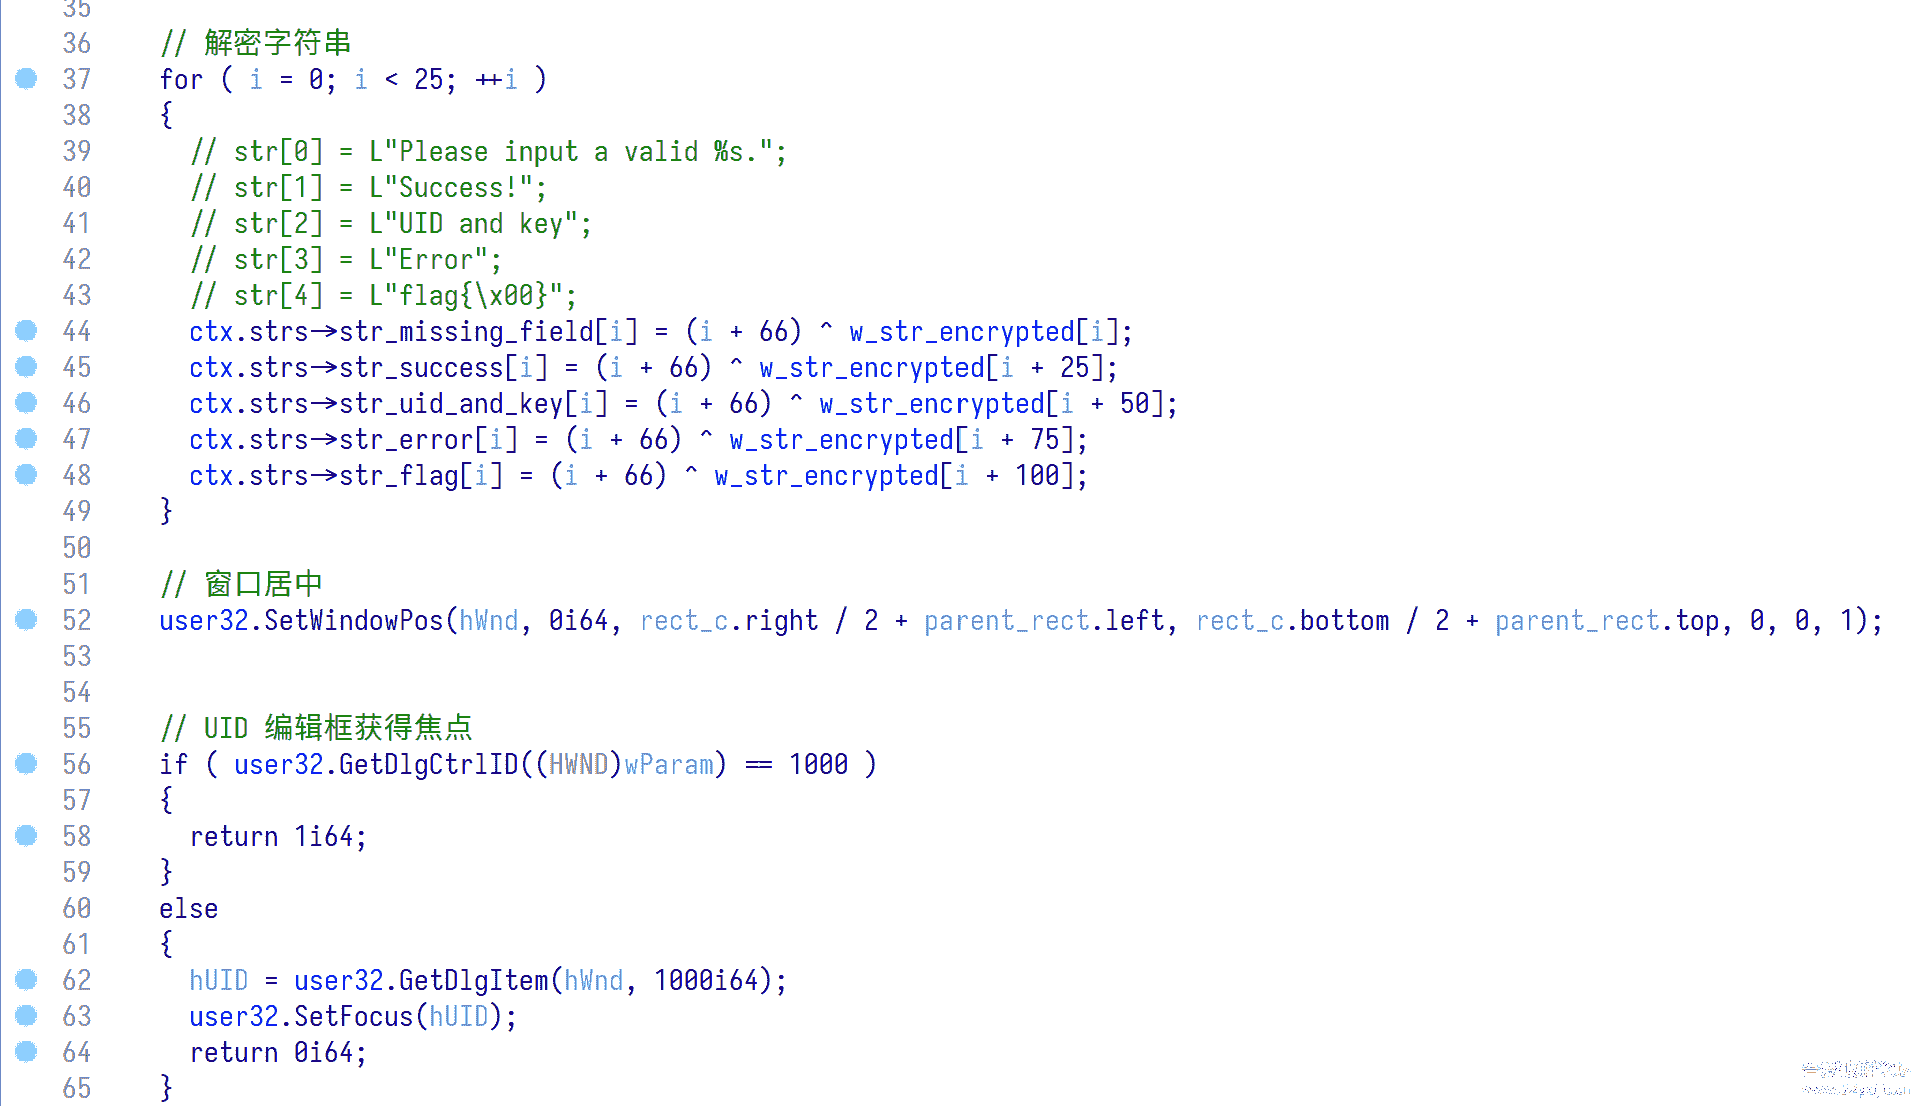 35
36 // 解密字符串
37 for ( i = 0; i < 25; ++i )
38 {
39 // str[0] = L"Please input a valid %s.";
40 // str[1] = L"Success!";
41 // str[2] = L"UID and key";
42 // str[3] = L"Error";
43 // str[4] = L"flag{\x00}";
44 ctx.strs->str_missing_field[i] = (i + 66) ^ w_str_encrypted[i];
45 ctx.strs->str_success[i] = (i + 66) ^ w_str_encrypted[i + 25];
46 ctx.strs->str_uid_and_key[i] = (i + 66) ^ w_str_encrypted[i + 50];
47 ctx.strs->str_error[i] = (i + 66) ^ w_str_encrypted[i + 75];
48 ctx.strs->str_flag[i] = (i + 66) ^ w_str_encrypted[i + 100];
49 }
50
51 // 窗口居中
52 user32.SetWindowPos(hWnd, 0i64, rect_c.right / 2 + parent_rect.left, rect_c.bottom / 2 + parent_rect.top, 0, 0, 1);
53
54
55 // UID 编辑框获得焦点
56 if ( user32.GetDlgCtrlID((HWND)wParam) == 1000 )
57 {
58 return 1i64;
59 }
60 else
61 {
62 hUID = user32.GetDlgItem(hWnd, 1000i64);
63 user32.SetFocus(hUID);
64 return 0i64;
65 }